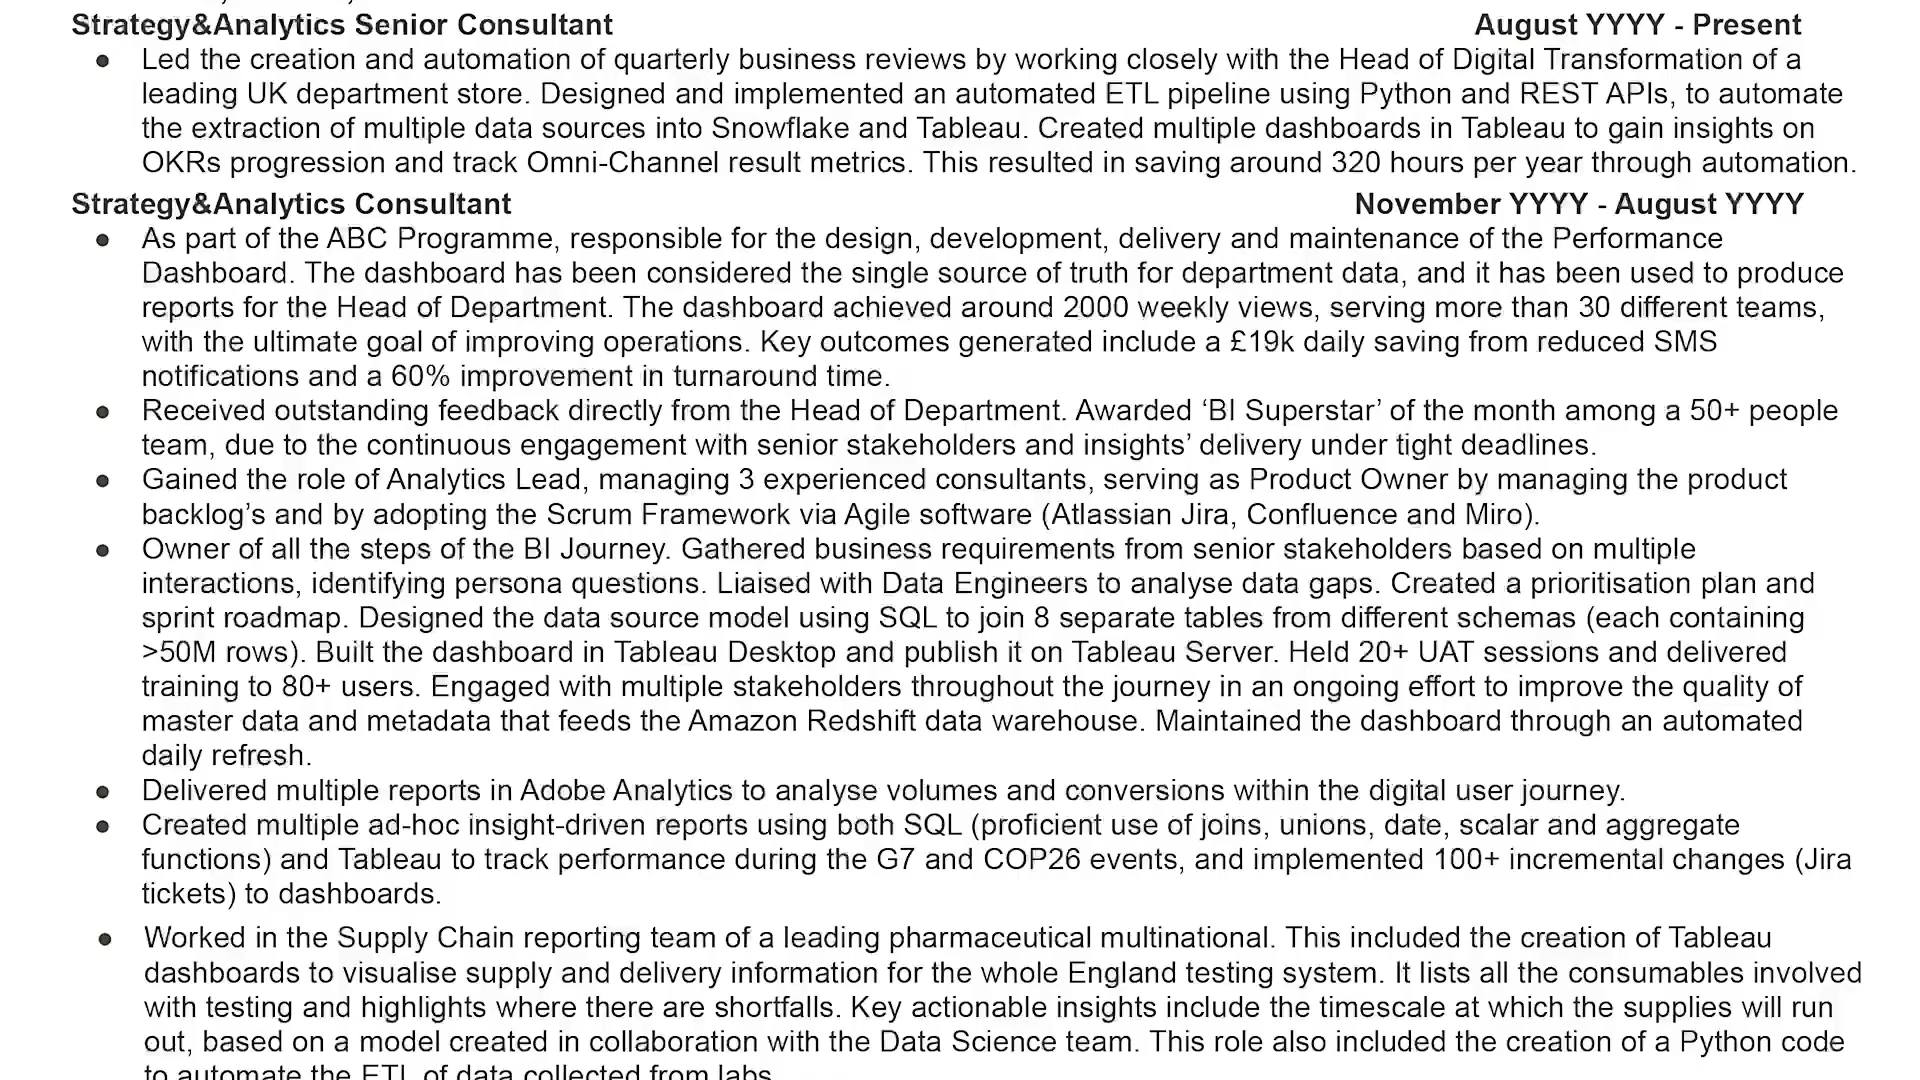 Strategy&Analytics Senior Consultant August YYYY - Present
● Led the creation and automation of quarterly business reviews by working closely with the Head of Digital Transformation of a
leading UK department store. Designed and implemented an automated ETL pipeline using Python and REST APIs, to automate
the extraction of multiple data sources into Snowflake and Tableau. Created multiple dashboards in Tableau to gain insights on
OKRs progression and track Omni-Channel result metrics. This resulted in saving around 320 hours per year through automation.
Strategy&Analytics Consultant November YYYY - August YYYY
● As part of the ABC Programme, responsible for the design, development, delivery and maintenance of the Performance
Dashboard. The dashboard has been considered the single source of truth for department data, and it has been used to produce
reports for the Head of Department. The dashboard achieved around 2000 weekly views, serving more than 30 different teams,
with the ultimate goal of improving operations. Key outcomes generated include a £19k daily saving from reduced SMS
notifications and a 60% improvement in turnaround time.
● Received outstanding feedback directly from the Head of Department. Awarded ‘BI Superstar’ of the month among a 50+ people
team, due to the continuous engagement with senior stakeholders and insights’ delivery under tight deadlines.
● Gained the role of Analytics Lead, managing 3 experienced consultants, serving as Product Owner by managing the product
backlog’s and by adopting the Scrum Framework via Agile software (Atlassian Jira, Confluence and Miro).
● Owner of all the steps of the BI Journey. Gathered business requirements from senior stakeholders based on multiple
interactions, identifying persona questions. Liaised with Data Engineers to analyse data gaps. Created a prioritisation plan and
sprint roadmap. Designed the data source model using SQL to join 8 separate tables from different schemas (each containing
>50M rows). Built the dashboard in Tableau Desktop and publish it on Tableau Server. Held 20+ UAT sessions and delivered
training to 80+ users. Engaged with multiple stakeholders throughout the journey in an ongoing effort to improve the quality of
master data and metadata that feeds the Amazon Redshift data warehouse. Maintained the dashboard through an automated
daily refresh.
● Delivered multiple reports in Adobe Analytics to analyse volumes and conversions within the digital user journey.
● Created multiple ad-hoc insight-driven reports using both SQL (proficient use of joins, unions, date, scalar and aggregate
functions) and Tableau to track performance during the G7 and COP26 events, and implemented 100+ incremental changes (Jira
tickets) to dashboards.
● Worked in the Supply Chain reporting team of a leading pharmaceutical multinational. This included the creation of Tableau
dashboards to visualise supply and delivery information for the whole England testing system. It lists all the consumables involved
with testing and highlights where there are shortfalls. Key actionable insights include the timescale at which the supplies will run
out, based on a model created in collaboration with the Data Science team. This role also included the creation of a Python code
to automate the ETL of data collected from labs.